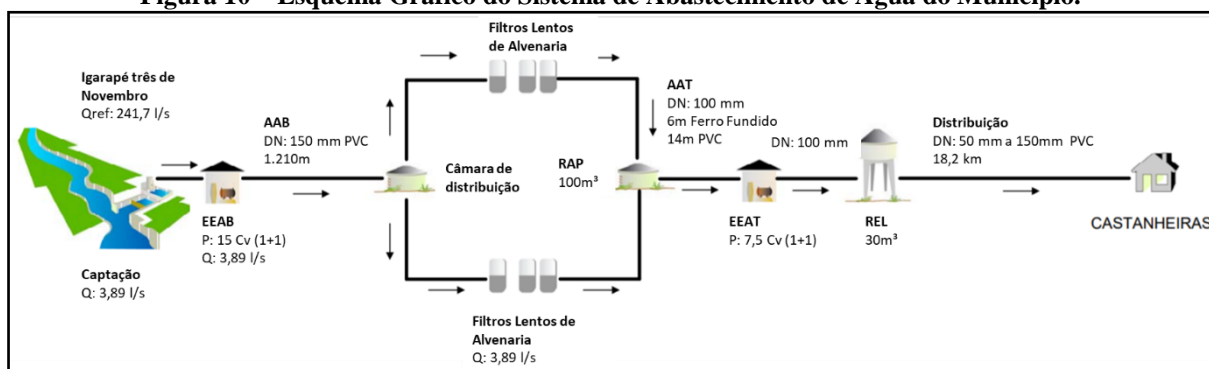 Figura 10 – Esquema Gráfico do Sistema de Abastecimento de Água do Município.
Filtros Lentos
de Alvenaria
Igarapé três de
Novembro
Qref: 241,7 l/s
AAB
DN: 150 mm PVC
1.210m
AAT
DN: 100 mm
6m Ferro Fundido
14m PVC
DN: 100 mm
Distribuição
DN: 50 mm a 150mm PVC
18,2 km
Câmara de
distribuição
RAP
100m³
EEAB
P: 15 Cv (1+1)
Q: 3,89 l/s
EEAT
P: 7,5 Cv (1+1)
REL
30m³
CASTANHEIRAS
Captação
Q: 3,89 l/s
Filtros Lentos de
Alvenaria
Q: 3,89 l/s